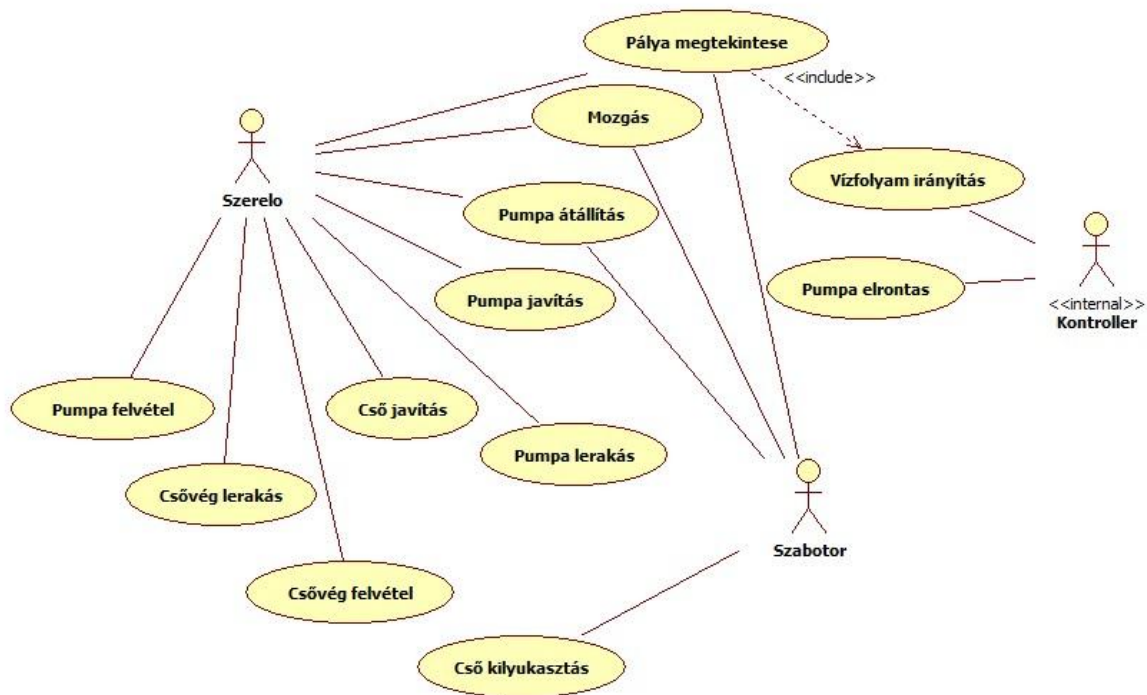 Pálya megtekintese
<<include>>
Mozgás
Szerelo
Vízfolyam irányítás
Pumpa átállítás
Pumpa elrontas
Pumpa javítás
<<internal>>
Kontroller
Pumpa felvétel
Cső javítás
Pumpa lerakás
Csővég lerakás
Szabotor
Csővég felvétel
Cső kilyukasztás